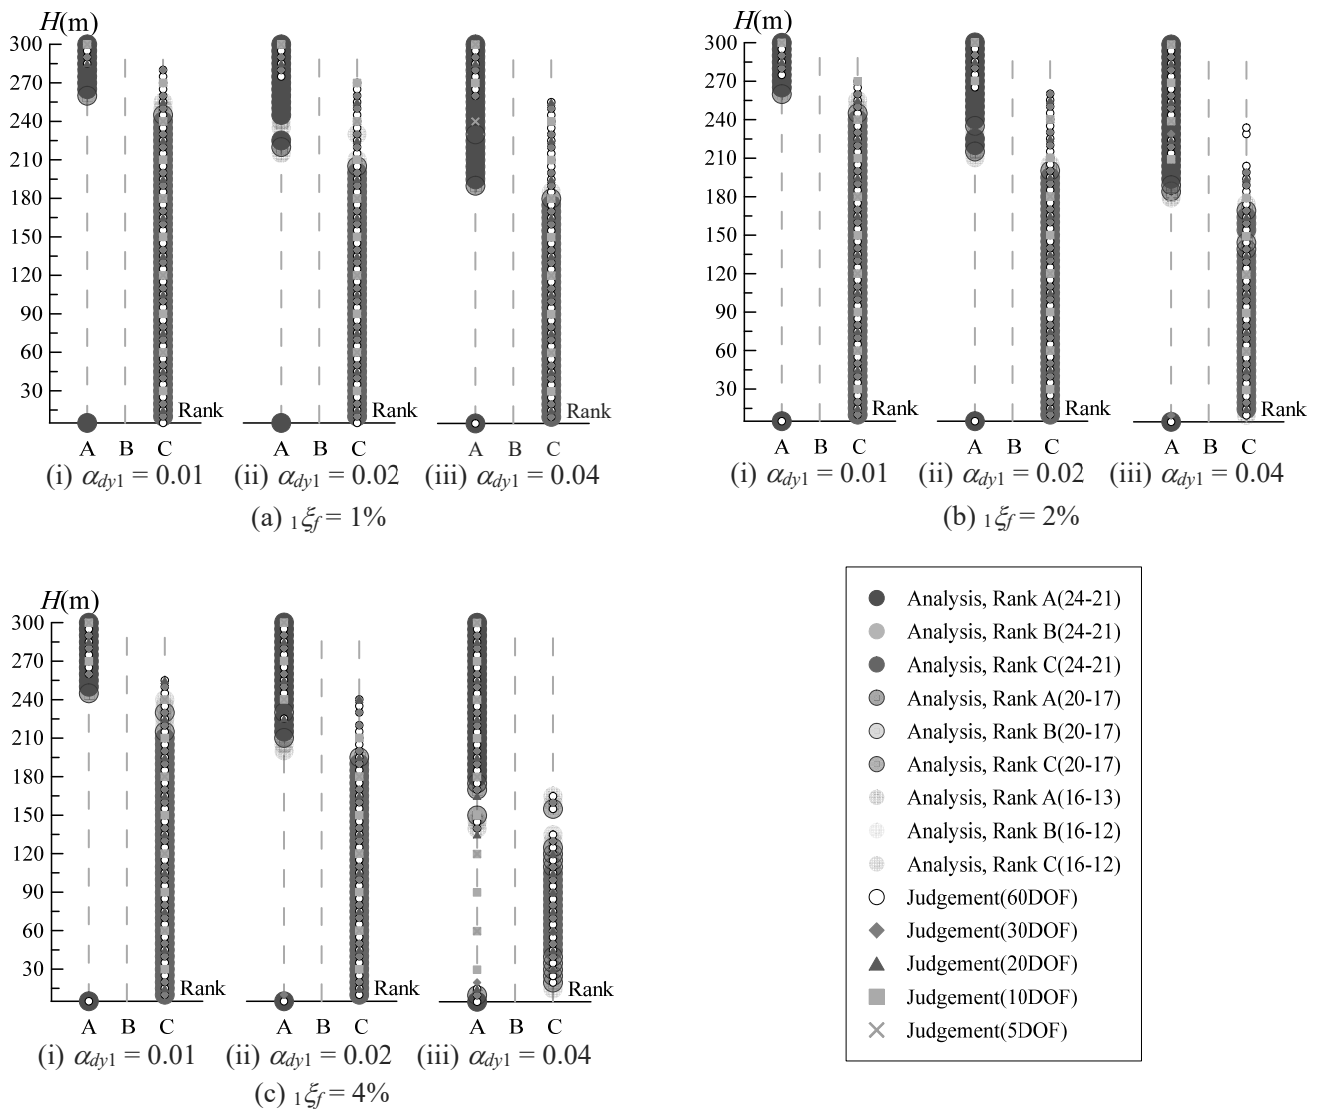 H(m)
300
270
240
210
180
150
120
90
60
30
Rank
Rank
Rank
A B C
A B C
A B C
(i) αdy1 = 0.01
(ii) αdy1 = 0.02
(iii) αdy1 = 0.04
(a) 1ξf = 1%
H(m)
300
270
240
210
180
150
120
90
60
30
Rank
Rank
Rank
A B C
A B C
A B C
(i) αdy1 = 0.01
(ii) αdy1 = 0.02
(iii) αdy1 = 0.04
(b) 1ξf = 2%
H(m)
300
270
240
210
180
150
120
90
60
30
Rank
Rank
Rank
A B C
A B C
A B C
(i) αdy1 = 0.01
(ii) αdy1 = 0.02
(iii) αdy1 = 0.04
(c) 1ξf = 4%
Analysis, Rank A(24-21)
Analysis, Rank B(24-21)
Analysis, Rank C(24-21)
Analysis, Rank A(20-17)
Analysis, Rank B(20-17)
Analysis, Rank C(20-17)
Analysis, Rank A(16-13)
Analysis, Rank B(16-12)
Analysis, Rank C(16-12)
Judgement(60DOF)
Judgement(30DOF)
Judgement(20DOF)
Judgement(10DOF)
Judgement(5DOF)